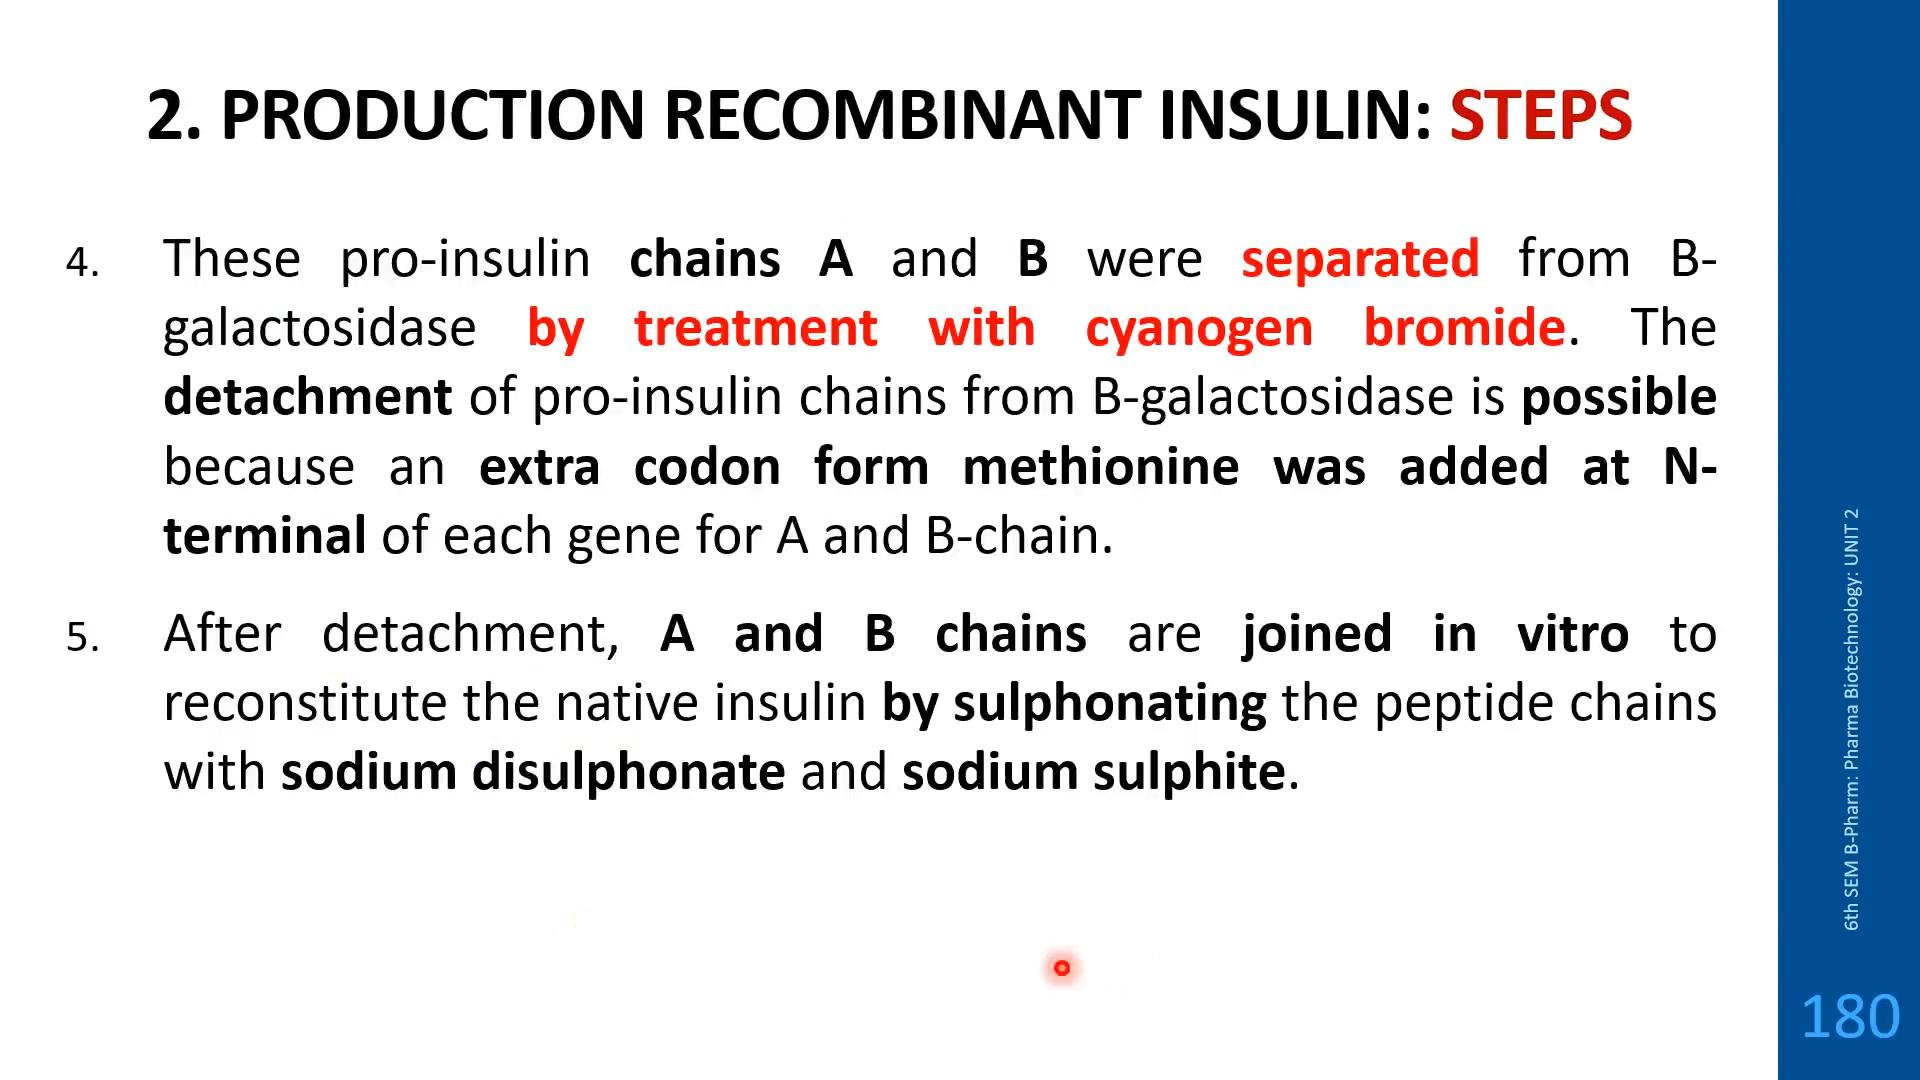 2. PRODUCTION RECOMBINANT INSULIN: STEPS
4. These pro-insulin chains A and B were separated from B-
galactosidase by treatment with cyanogen bromide. The
detachment of pro-insulin chains from B-galactosidase is possible
because an extra codon form methionine was added at N-
terminal of each gene for A and B-chain.
5. After detachment, A and B chains are joined in vitro to
reconstitute the native insulin by sulphonating the peptide chains
with sodium disulphonate and sodium sulphite.
6th SEM B-Pharm: Pharma Biotechnology: UNIT 2
180